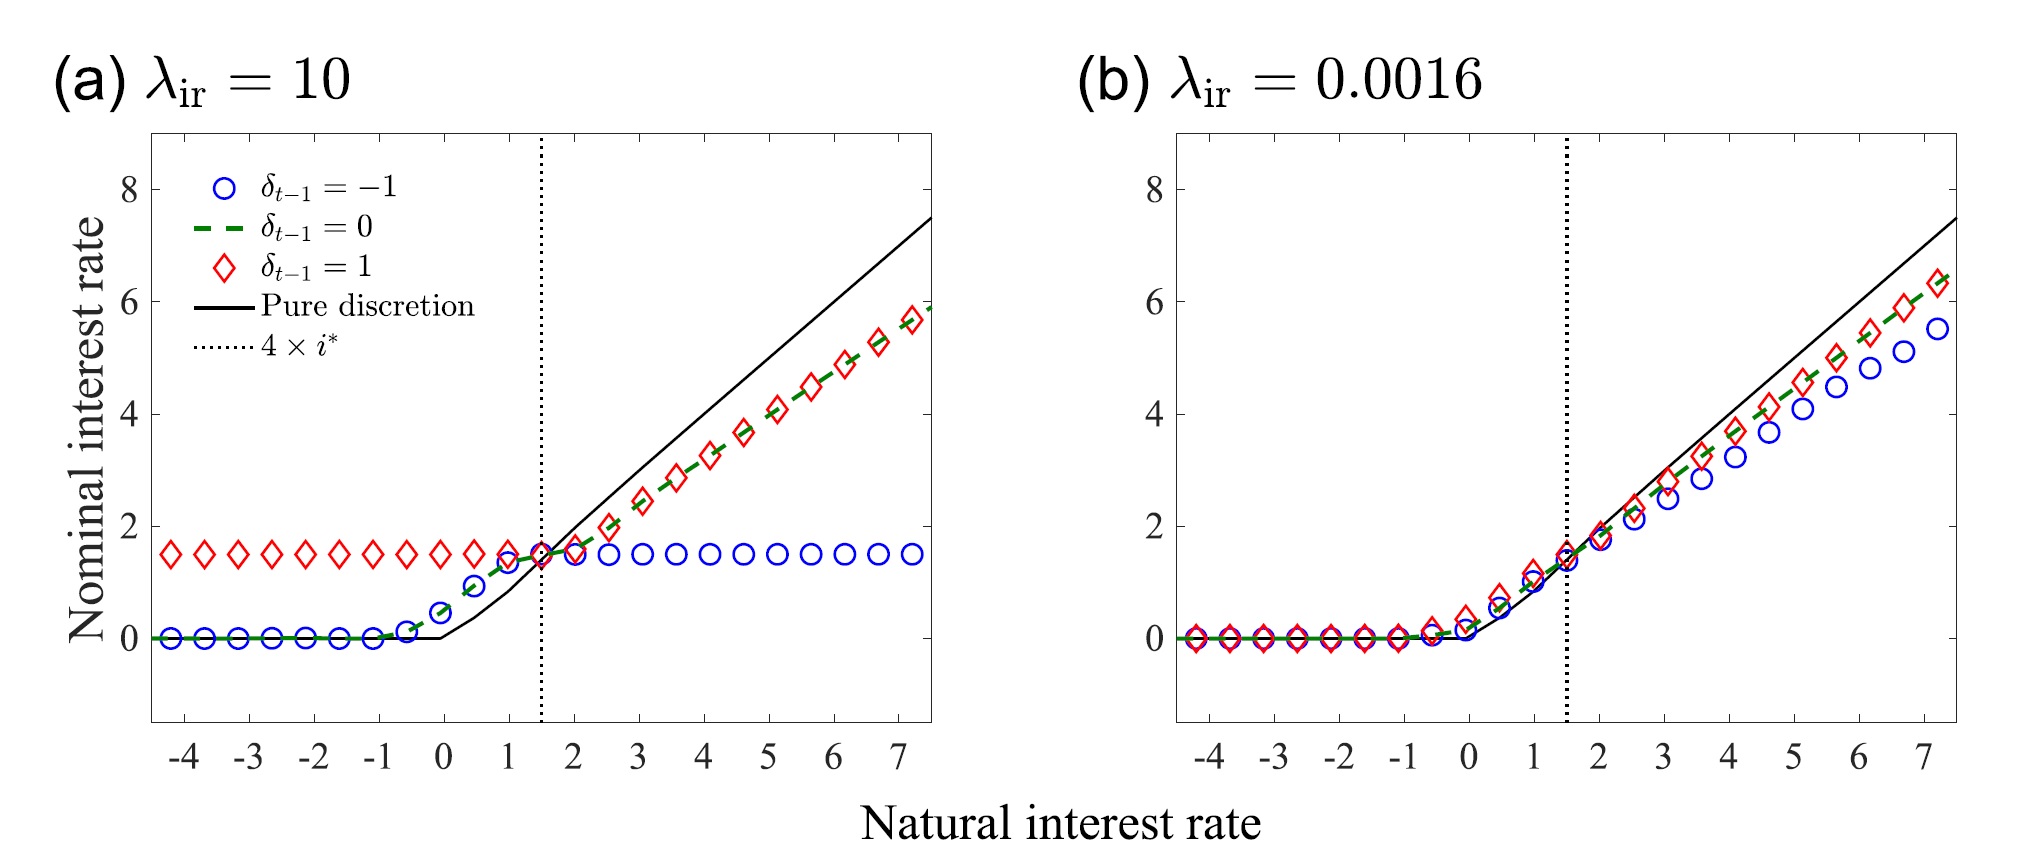 (a) λir = 10
(b) λir = 0.0016
Nominal interest rate
8
6
4
2
0
δt−1 = −1
δt−1 = 0
δt−1 = 1
Pure discretion
4 × i*
-4 -3 -2 -1 0 1 2 3 4 5 6 7
8
6
4
2
0
-4 -3 -2 -1 0 1 2 3 4 5 6 7
Natural interest rate